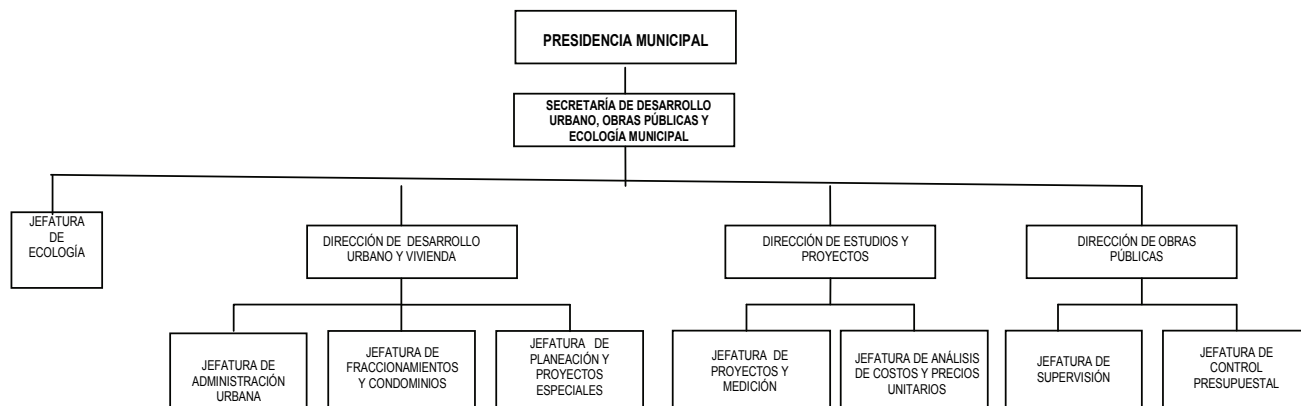 PRESIDENCIA MUNICIPAL
SECRETARÍA DE DESARROLLO
URBANO, OBRAS PÚBLICAS Y
ECOLOGÍA MUNICIPAL
JEFATURA
DE
ECOLOGÍA
DIRECCIÓN DE DESARROLLO
URBANO Y VIVIENDA
DIRECCIÓN DE ESTUDIOS Y
PROYECTOS
DIRECCIÓN DE OBRAS
PÚBLICAS
JEFATURA DE
ADMINISTRACIÓN
URBANA
JEFATURA DE
FRACCIONAMIENTOS
Y CONDOMINIOS
JEFATURA DE
PLANEACIÓN Y
PROYECTOS
ESPECIALES
JEFATURA DE
PROYECTOS Y
MEDICIÓN
JEFATURA DE ANÁLISIS
DE COSTOS Y PRECIOS
UNITARIOS
JEFATURA DE
SUPERVISIÓN
JEFATURA DE
CONTROL
PRESUPUESTAL